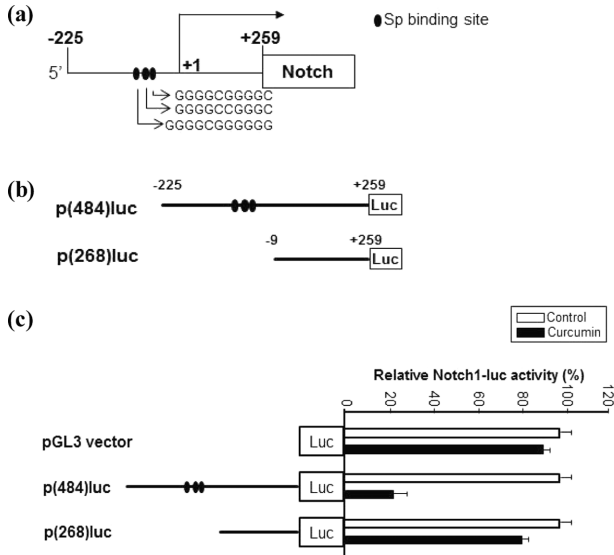 (a)
Sp binding site
-225
+259
5'
+1
Notch
GGGGCGGGGC
GGGGCCGGGC
GGGGCGGGGGG
(b)
-225
+259
p(484)luc
Luc
-9
+259
p(268)luc
Luc
(c)
Control
Curcumin
Relative Notch1-luc activity (%)
0 20 40 60 80 100 120
pGL3 vector
Luc
p(484)luc
Luc
p(268)luc
Luc